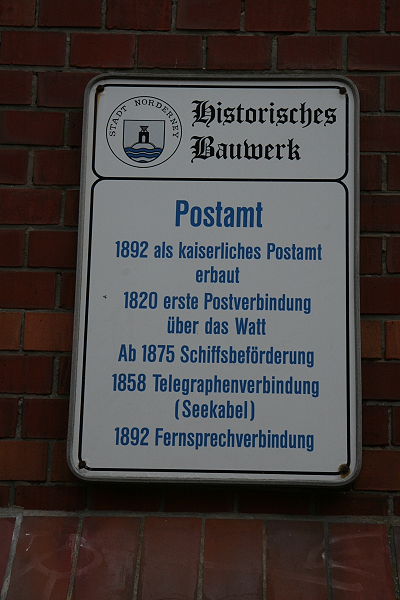 STADT NORDERNEY
Historisches
Bauwerk
Postamt
1892 als kaiserliches Postamt
erbaut
1820 erste Postverbindung
über das Watt
Ab 1875 Schiffsbeförderung
1858 Telegraphenverbindung
(Seekabel)
1892 Fernsprechverbindung